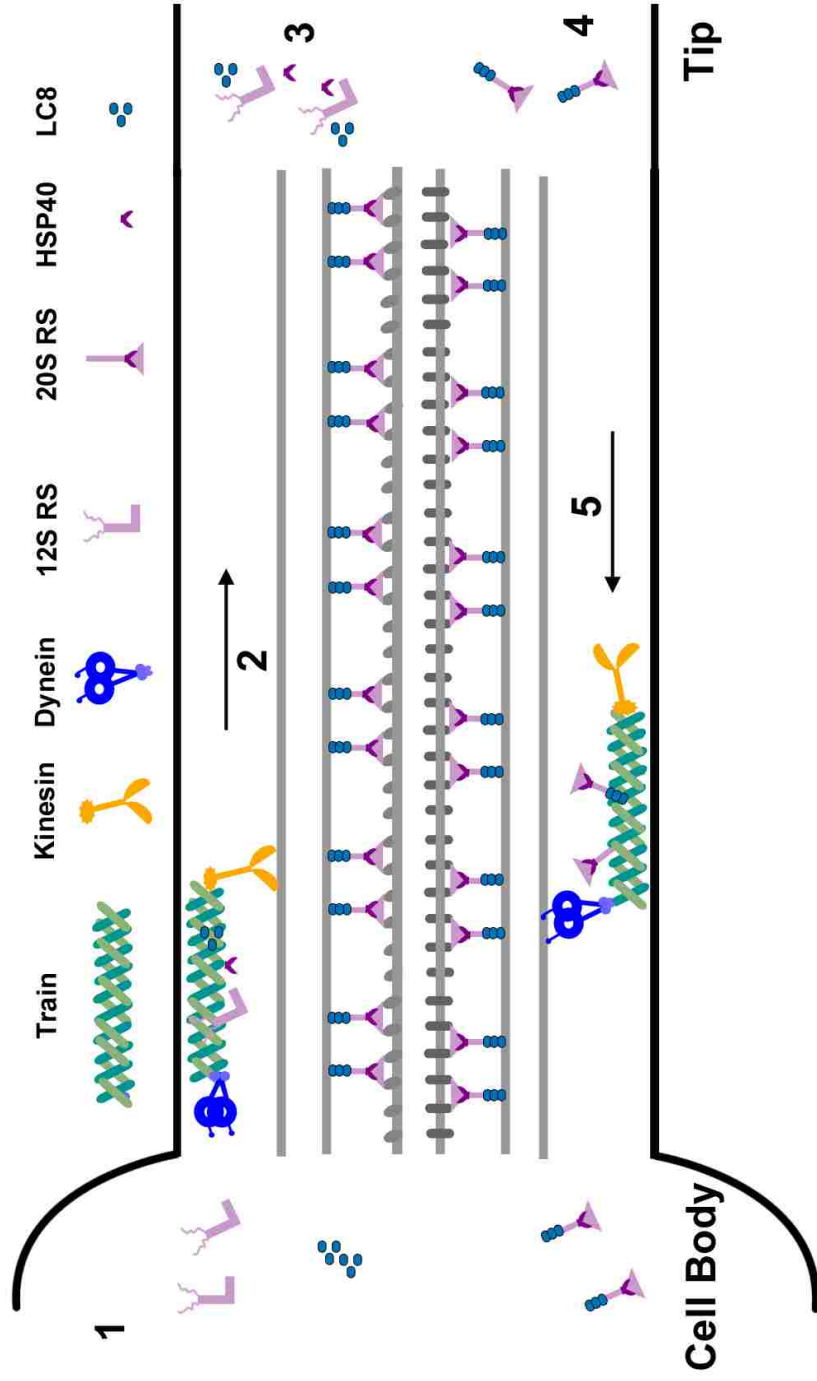 Train
Kinesin
Dynein
12S RS
20S RS
HSP40
LC8
1
2
3
4
5
Cell Body
Tip